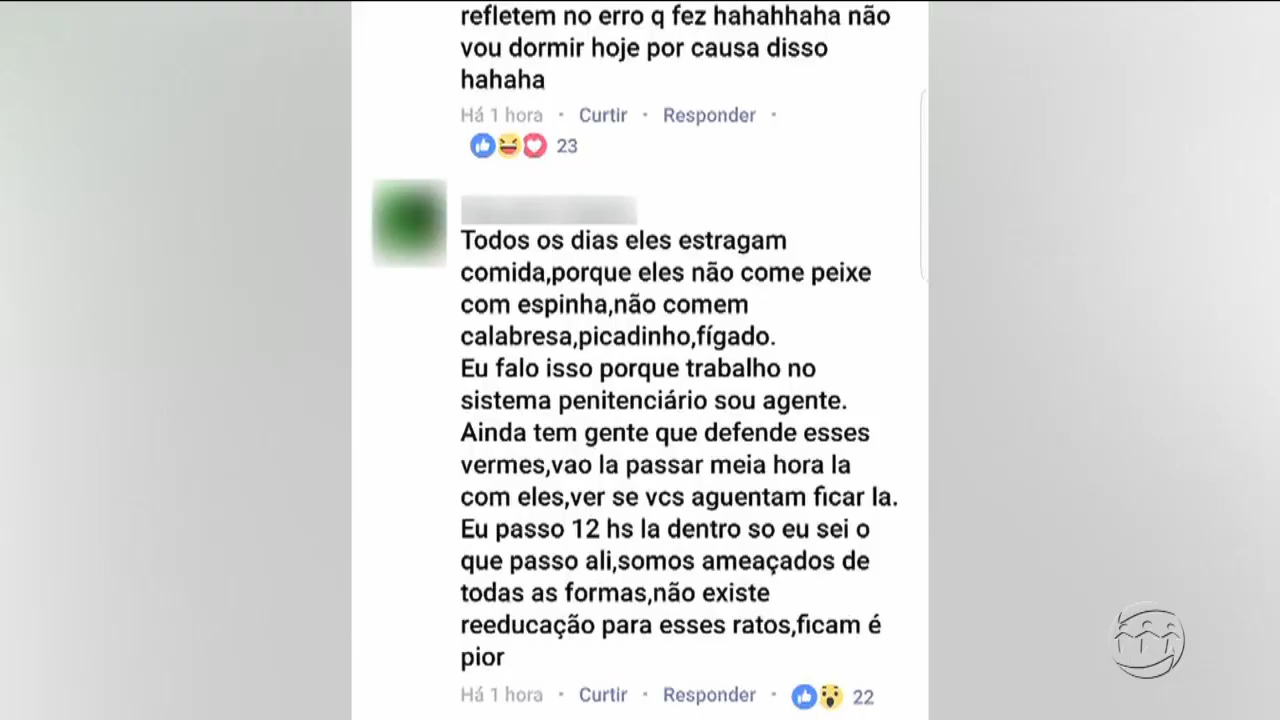 refletem no erro q fez hahahhaha não
vou dormir hoje por causa disso
hahaha
Há 1 hora · Curtir · Responder ·
23
Todos os dias eles estragam
comida,porque eles não come peixe
com espinha,não comem
calabresa,picadinho,fígado.
Eu falo isso porque trabalho no
sistema penitenciário sou agente.
Ainda tem gente que defende esses
vermes,vao la passar meia hora la
com eles,ver se vcs aguentam ficar la.
Eu passo 12 hs la dentro so eu sei o
que passo ali,somos ameaçados de
todas as formas,não existe
reeducação para esses ratos,ficam é
pior
Há 1 hora · Curtir · Responder · 22